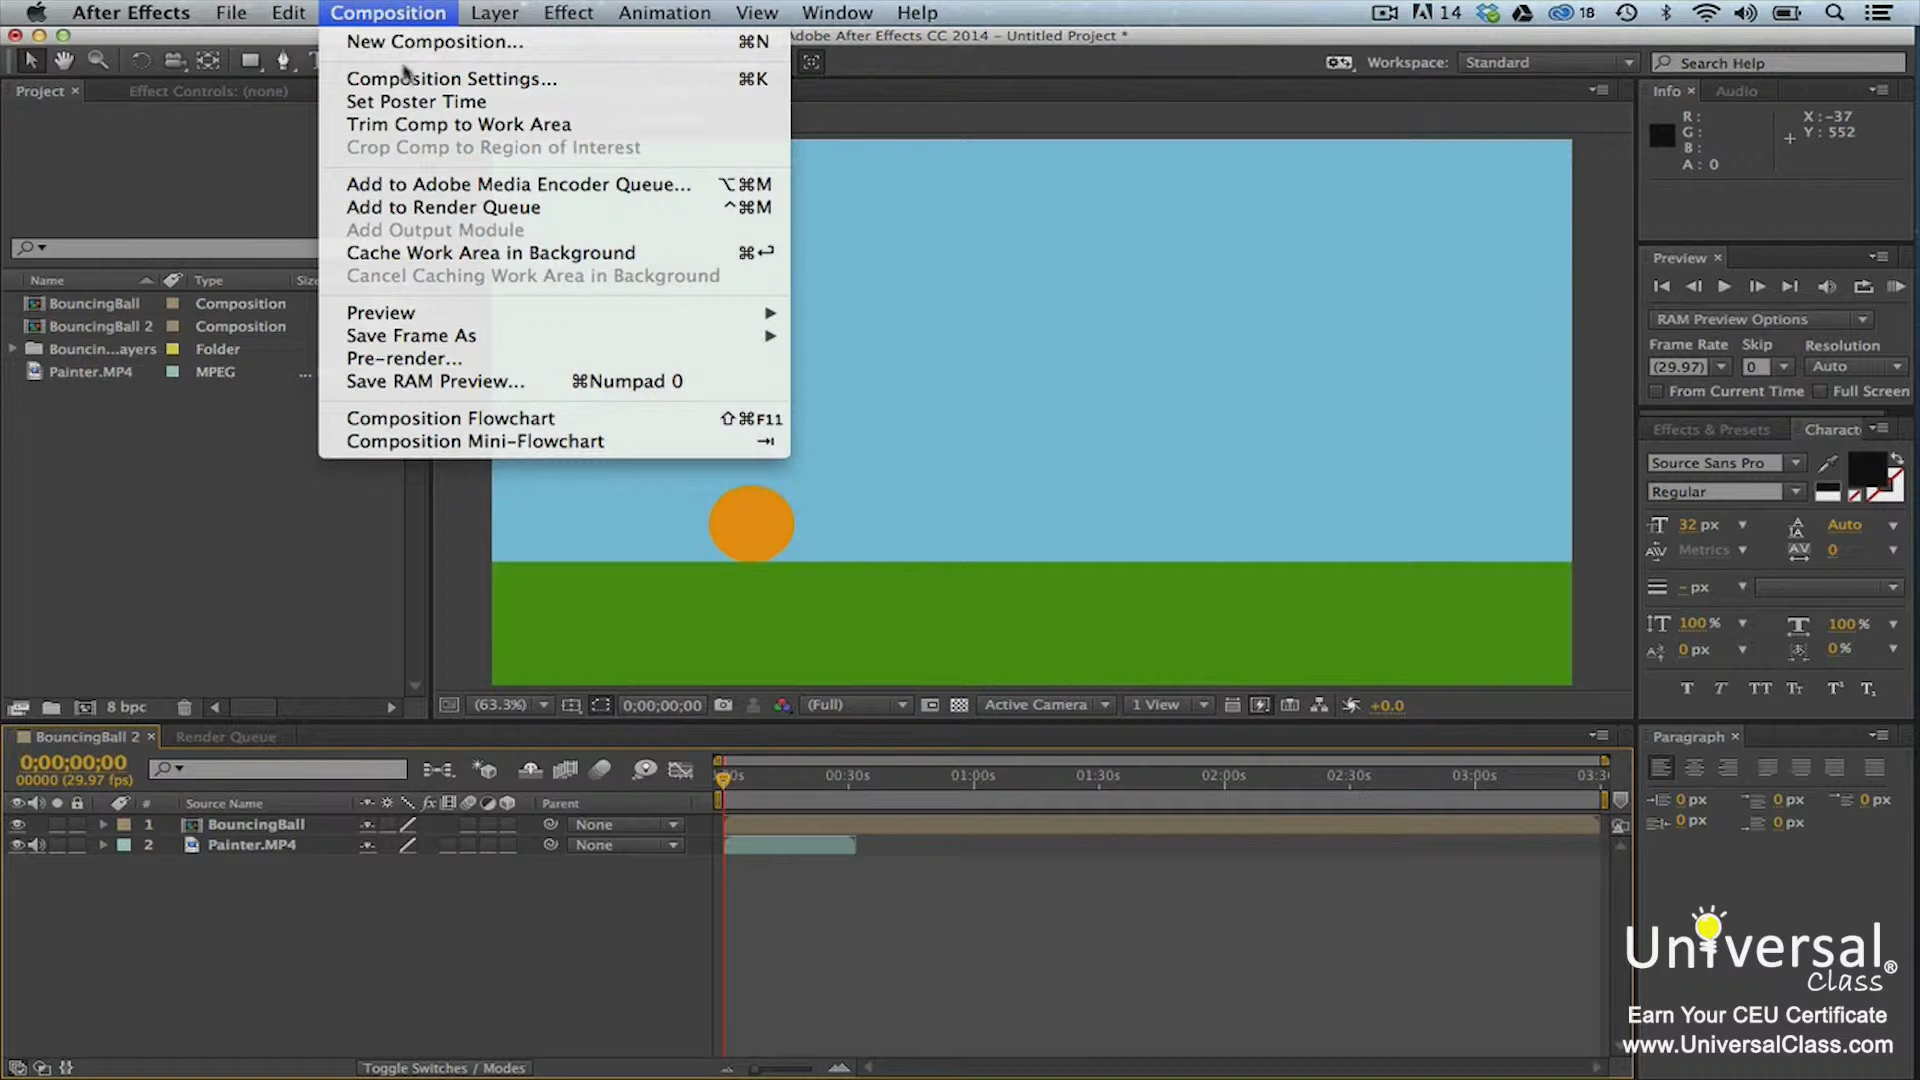 After Effects File Edit Composition Layer Effect Animation View Window Help 14 18
Adobe After Effects CC 2014 – Untitled Project *
New Composition... ⌘N
Composition Settings... ⌘K
Set Poster Time
Trim Comp to Work Area
Crop Comp to Region of Interest
Add to Adobe Media Encoder Queue... ⌥⌘M
Add to Render Queue ^⌘M
Add Output Module
Cache Work Area in Background ⌘↩
Cancel Caching Work Area in Background
Preview
Save Frame As
Pre-render...
Save RAM Preview... ⌘Numpad 0
Composition Flowchart ⇧⌘F11
Composition Mini-Flowchart ⇥
Workspace: Standard Search Help
Project Effect Controls: (none)
Name Type
BouncingBall Composition
BouncingBall 2 Composition
Bouncin...ayers Folder
Painter.MP4 MPEG ...
8 bpc
(63.3%) 0;00;00;00 (Full) Active Camera 1 View +0.0
Info Audio
R: X: -37
G: Y: 552
B:
A: 0
Preview
RAM Preview Options
Frame Rate Skip Resolution
(29.97) 0 Auto
From Current Time Full Screen
Effects & Presets Charact
Source Sans Pro
Regular
32 px Auto
Metrics 0
- px
100 % 100 %
0 px 0 %
T T TT Tr T¹ T₁
Paragraph
0 px 0 px 0 px
0 px 0 px
BouncingBall 2 Render Queue
0;00;00;00
00000 (29.97 fps)
00:30s 01:00s 01:30s 02:00s 02:30s 03:00s
# Source Name fx Parent
1 BouncingBall None
2 Painter.MP4 None
Toggle Switches / Modes
Universal®
Class
Earn Your CEU Certificate
www.UniversalClass.com